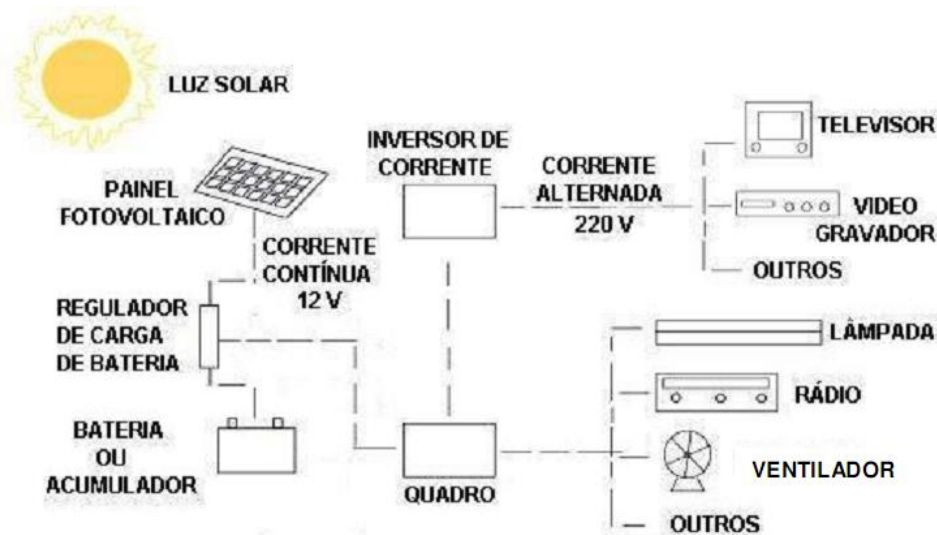 LUZ SOLAR
PAINEL
FOTOVOLTAICO
CORRENTE
CONTÍNUA
12 V
REGULADOR
DE CARGA
DE BATERIA
BATERIA
OU
ACUMULADOR
INVERSOR DE
CORRENTE
CORRENTE
ALTERNADA
220 V
QUADRO
TELEVISOR
VIDEO
GRAVADOR
OUTROS
LÂMPADA
RÁDIO
VENTILADOR
OUTROS